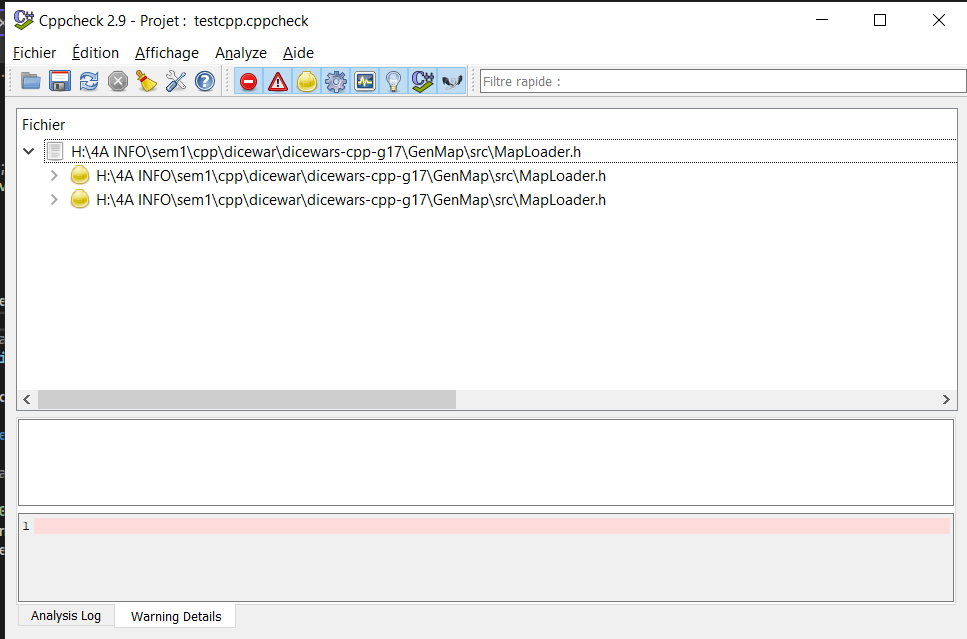 Cppcheck 2.9 - Projet : testcpp.cppcheck
Fichier Édition Affichage Analyze Aide
Filtre rapide :
Fichier
H:\4A INFO\sem1\cpp\dicewar\dicewars-cpp-g17\GenMap\src\MapLoader.h
H:\4A INFO\sem1\cpp\dicewar\dicewars-cpp-g17\GenMap\src\MapLoader.h
H:\4A INFO\sem1\cpp\dicewar\dicewars-cpp-g17\GenMap\src\MapLoader.h
1
Analysis Log Warning Details